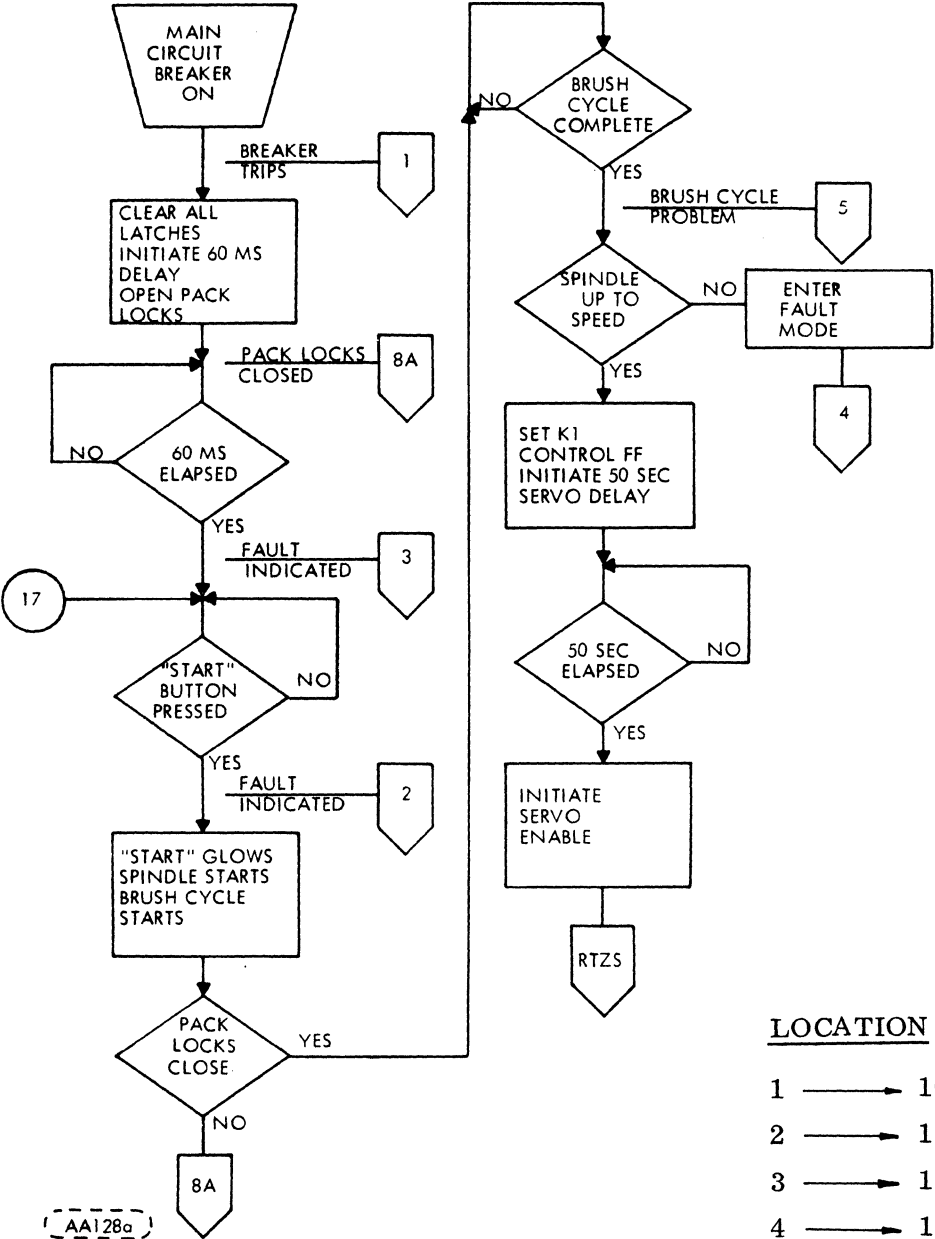 MAIN
CIRCUIT
BREAKER
ON
BREAKER
TRIPS
1
CLEAR ALL
LATCHES
INITIATE 60 MS
DELAY
OPEN PACK
LOCKS
PACK LOCKS
CLOSED
8A
NO
60 MS
ELAPSED
YES
FAULT
INDICATED
3
17
"START"
BUTTON
PRESSED
NO
YES
FAULT
INDICATED
2
"START" GLOWS
SPINDLE STARTS
BRUSH CYCLE
STARTS
PACK
LOCKS
CLOSE
YES
NO
8A
AA128a
NO
BRUSH
CYCLE
COMPLETE
YES
BRUSH CYCLE
PROBLEM
5
SPINDLE
UP TO
SPEED
NO
ENTER
FAULT
MODE
4
YES
SET K1
CONTROL FF
INITIATE 50 SEC
SERVO DELAY
50 SEC
ELAPSED
NO
YES
INITIATE
SERVO
ENABLE
RTZS
LOCATION
1 → 1
2 → 1
3 → 1
4 → 1